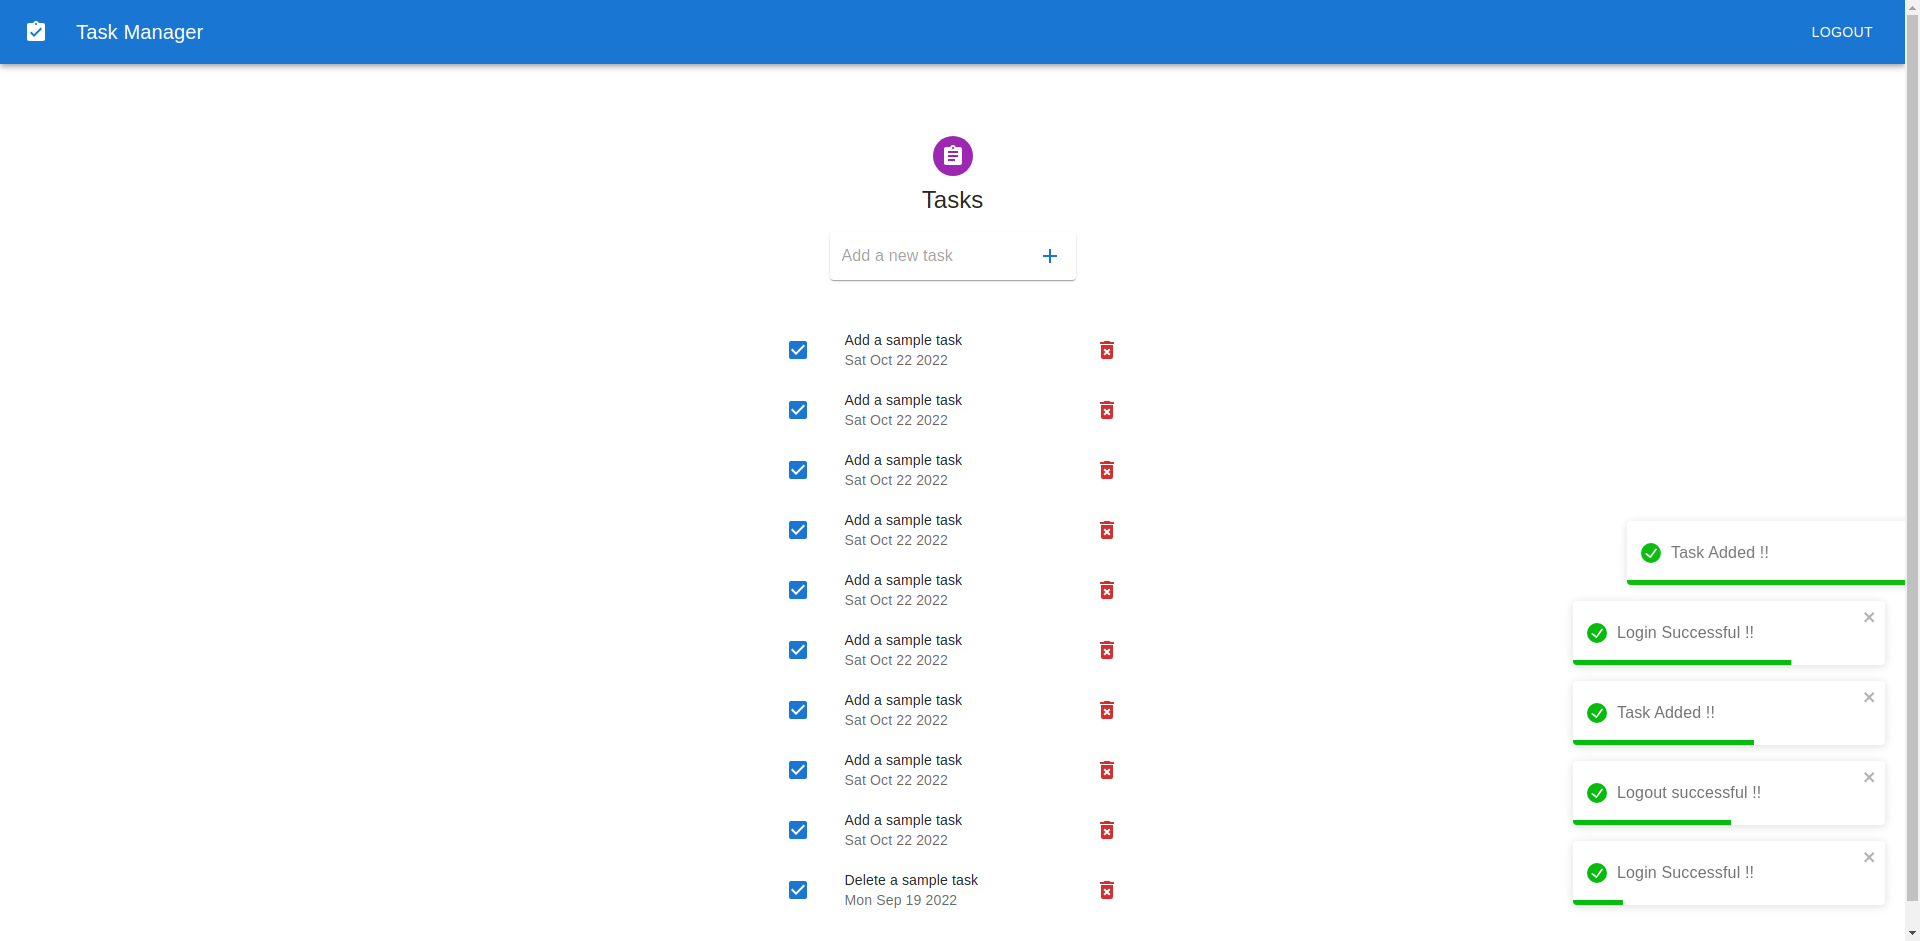 Task Manager
LOGOUT
Tasks
Add a new task
Add a sample task
Sat Oct 22 2022
Add a sample task
Sat Oct 22 2022
Add a sample task
Sat Oct 22 2022
Add a sample task
Sat Oct 22 2022
Add a sample task
Sat Oct 22 2022
Add a sample task
Sat Oct 22 2022
Add a sample task
Sat Oct 22 2022
Add a sample task
Sat Oct 22 2022
Add a sample task
Sat Oct 22 2022
Delete a sample task
Mon Sep 19 2022
Task Added !!
Login Successful !!
Task Added !!
Logout successful !!
Login Successful !!